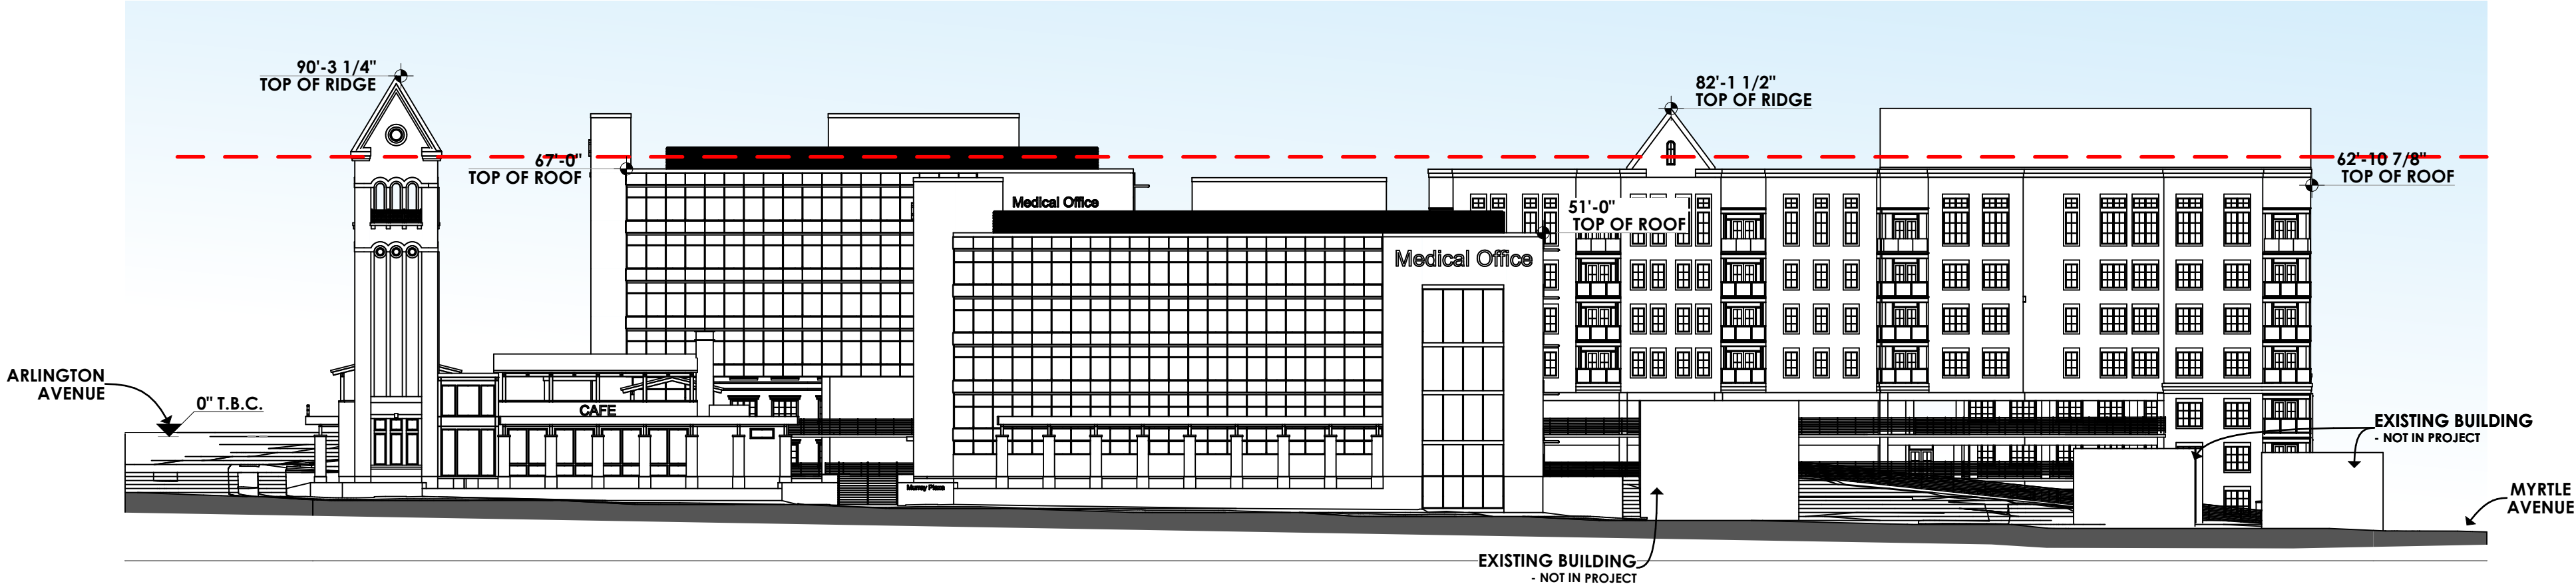 90'-3 1/4"
TOP OF RIDGE
82'-1 1/2"
TOP OF RIDGE
67'-0"
TOP OF ROOF
62'-10 7/8"
TOP OF ROOF
Medical Office
51'-0"
TOP OF ROOF
Medical Office
ARLINGTON
AVENUE
0" T.B.C.
CAFE
EXISTING BUILDING
- NOT IN PROJECT
Murray Plaza
MYRTLE
AVENUE
EXISTING BUILDING
- NOT IN PROJECT